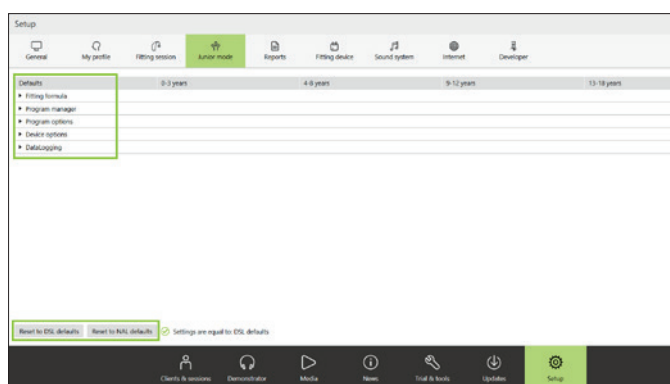 Setup
General My profile Fitting session Junior mode Reports Fitting device Sound system Internet Developer
Defaults 0-3 years 4-8 years 9-12 years 13-18 years
Fitting formula
Program manager
Program options
Device options
DataLogging
Reset to DSL defaults Reset to NAL defaults Settings are equal to: DSL defaults
Clients & sessions Demonstrator Media News Trial & tools Updates Setup